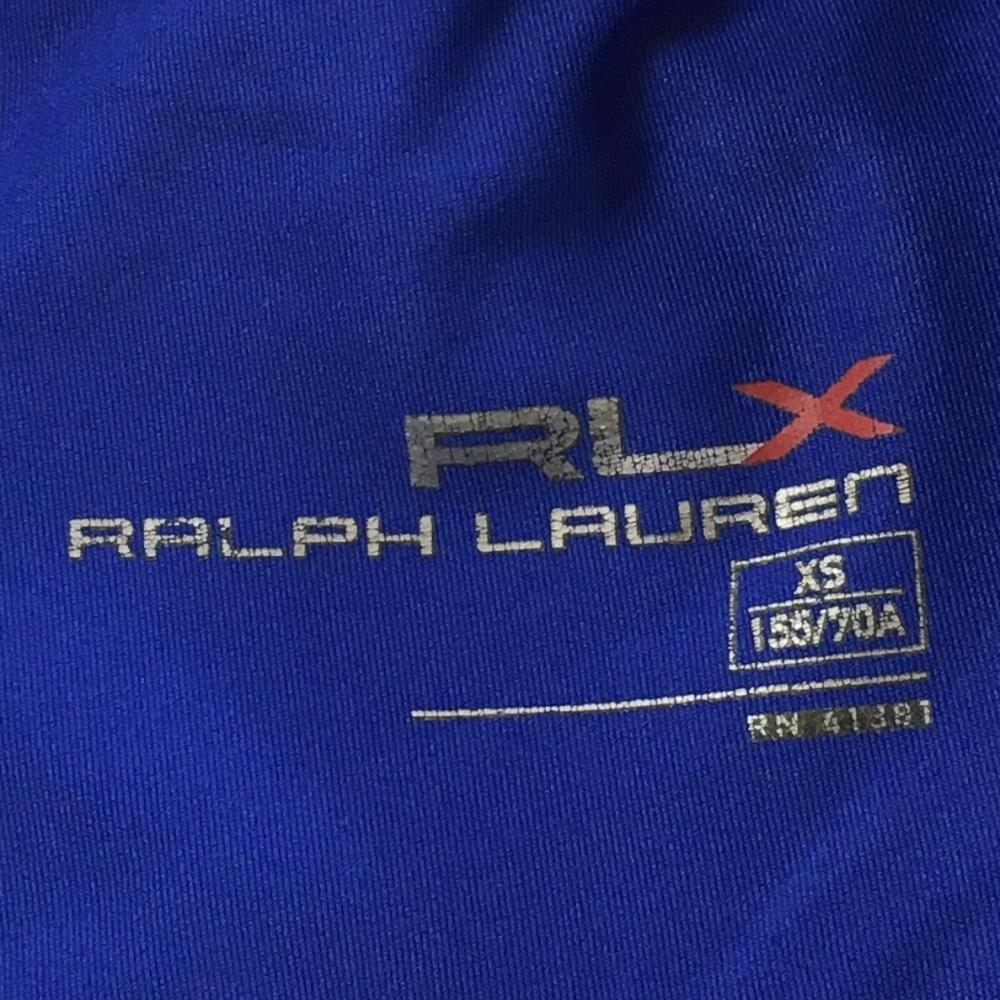 RLX
RALPH LAUREN
XS
155/70A
RN 41381